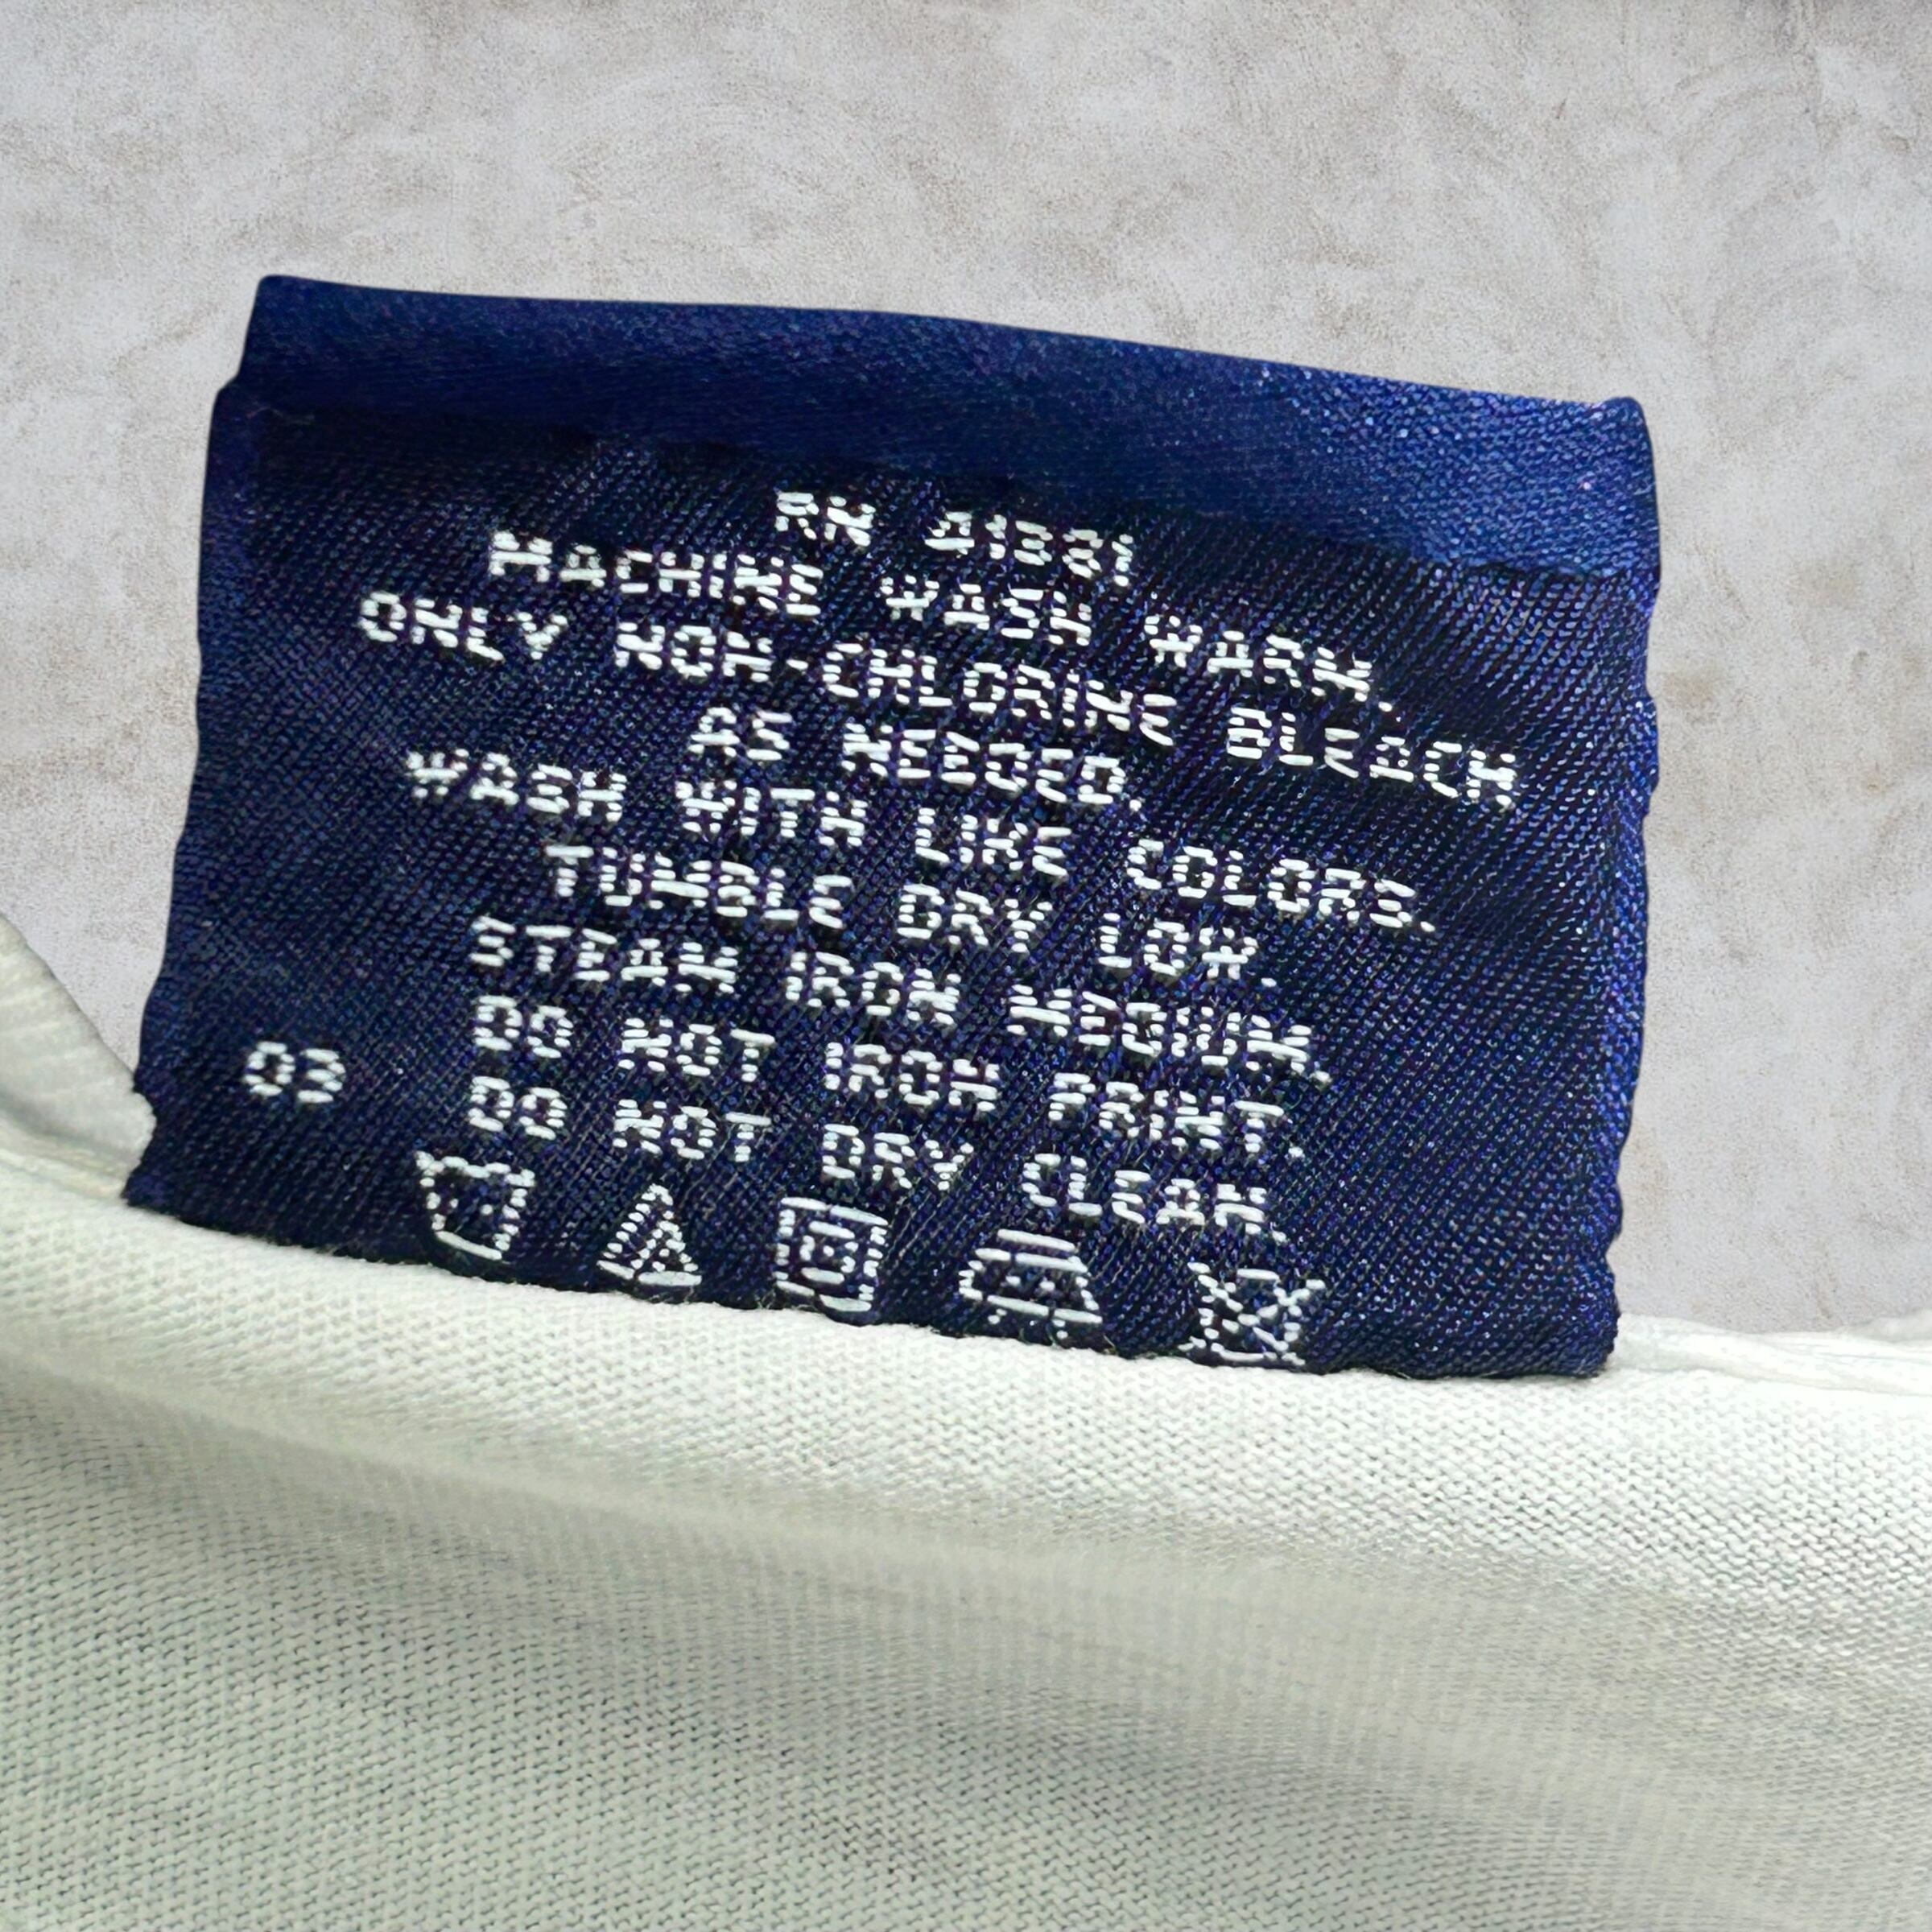 RN 41381
MACHINE WASH WARM.
ONLY NON-CHLORINE BLEACH
AS NEEDED.
WASH WITH LIKE COLORS.
TUMBLE DRY LOW.
STEAM IRON MEDIUM.
DO NOT IRON PRINT.
DO NOT DRY CLEAN.
03